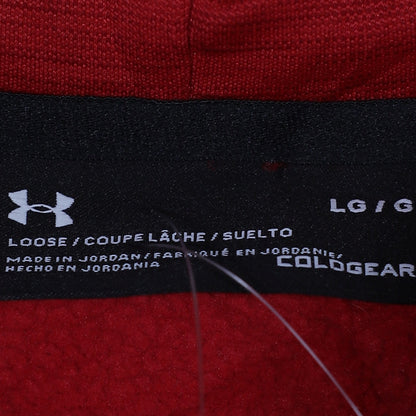 LG / G
LOOSE / COUPE LÂCHE / SUELTO
MADE IN JORDAN / FABRIQUÉ EN JORDANIE/
HECHO EN JORDANIA
COLDGEAR